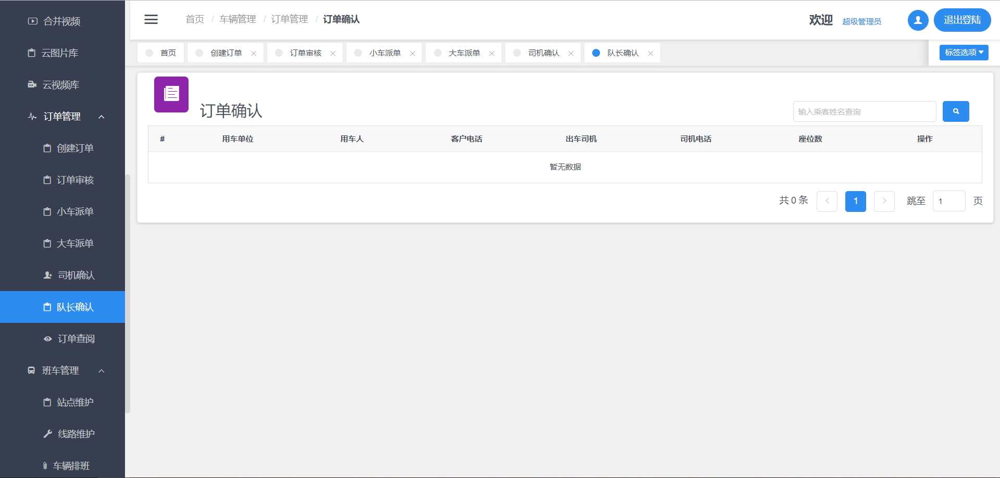 合并视频
云图片库
云视频库
订单管理
创建订单
订单审核
小车派单
大车派单
司机确认
队长确认
订单查阅
班车管理
站点维护
线路维护
车辆排班
首页 / 车辆管理 / 订单管理 / 订单确认
欢迎 超级管理员 退出登陆
首页 创建订单 订单审核 小车派单 大车派单 司机确认 队长确认 标签选项
订单确认
输入乘客姓名查询
# 用车单位 用车人 客户电话 出车司机 司机电话 座位数 操作
暂无数据
共 0 条 1 跳至 1 页